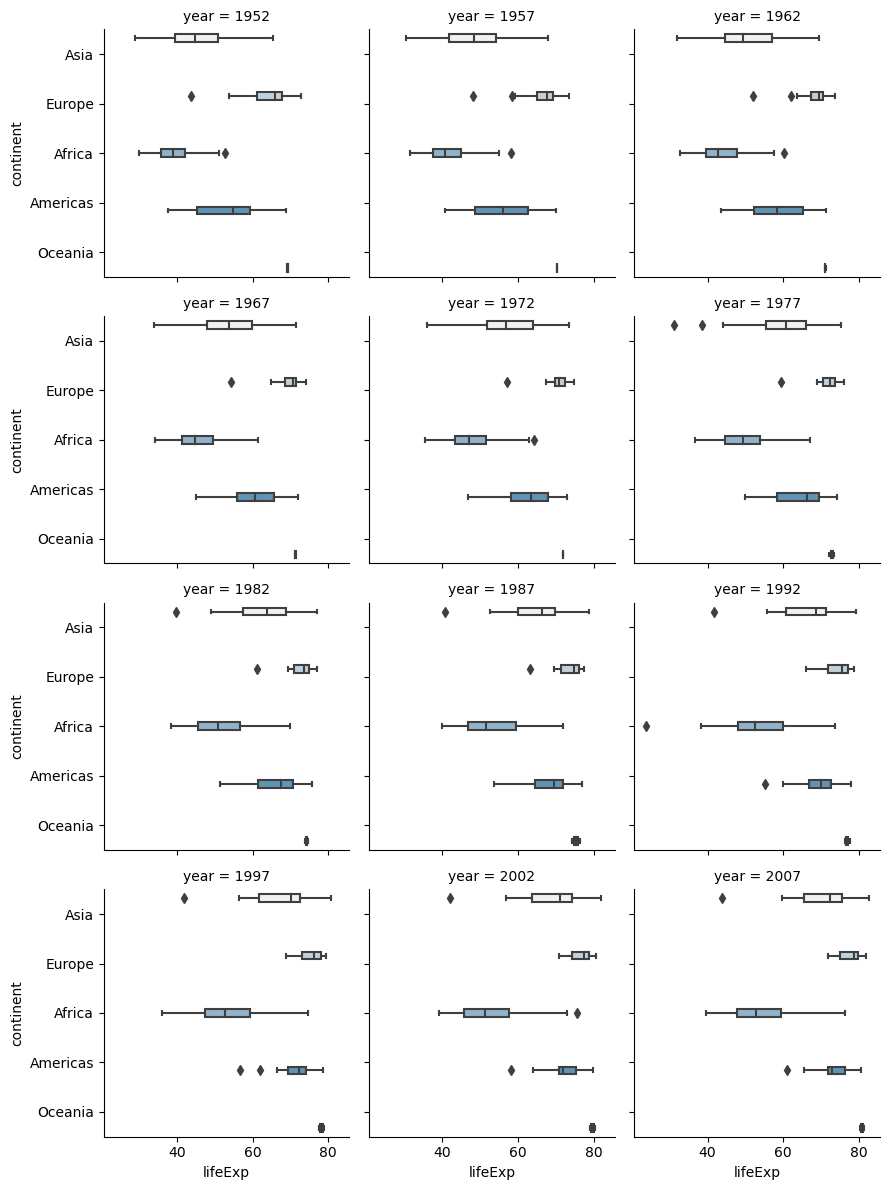 year = 1952
year = 1957
year = 1962
continent
Asia
Europe
Africa
Americas
Oceania
year = 1967
year = 1972
year = 1977
continent
Asia
Europe
Africa
Americas
Oceania
year = 1982
year = 1987
year = 1992
continent
Asia
Europe
Africa
Americas
Oceania
year = 1997
year = 2002
year = 2007
continent
Asia
Europe
Africa
Americas
Oceania
40 60 80
40 60 80
40 60 80
lifeExp
lifeExp
lifeExp